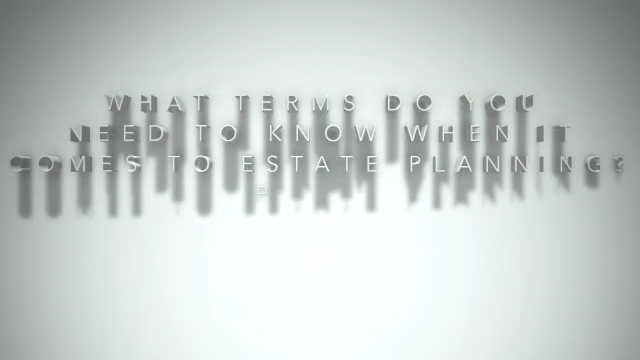 WHAT TERMS DO YOU
NEED TO KNOW WHEN IT
COMES TO ESTATE PLANNING?
P